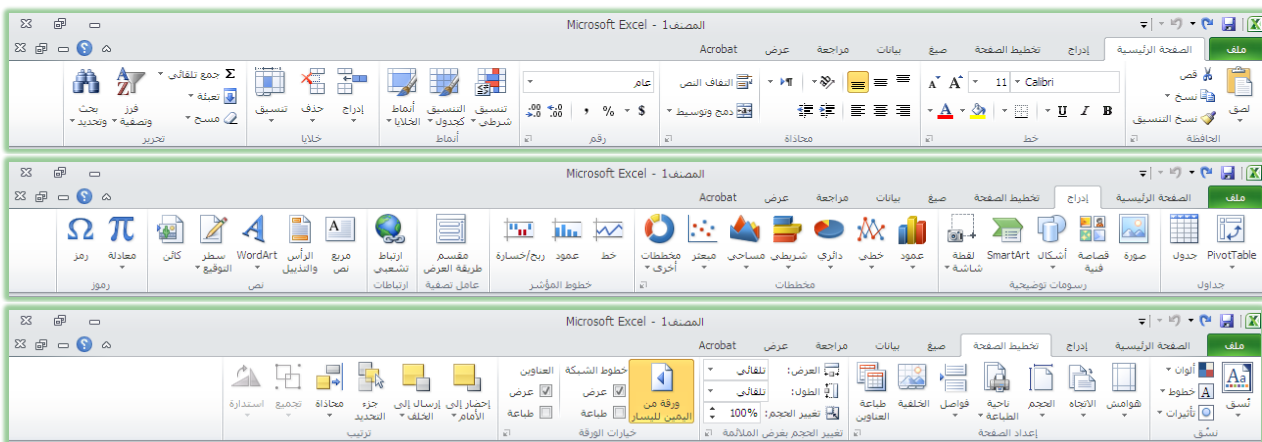 المصنف1 - Microsoft Excel
ملف الصفحة الرئيسية إدراج تخطيط الصفحة صيغ بيانات مراجعة عرض Acrobat
قص
نسخ
نسخ التنسيق
لصق
الحافظة
Calibri 11
B I U A
خط
التفاف النص
دمج وتوسيط
محاذاة
عام
$ % ,
رقم
تنسيق شرطي
التنسيق كجدول
أنماط الخلايا
أنماط
إدراج حذف تنسيق
خلايا
جمع تلقائي
تعبئة
مسح
فرز وتصفية
بحث وتحديد
تحرير
المصنف1 - Microsoft Excel
ملف الصفحة الرئيسية إدراج تخطيط الصفحة صيغ بيانات مراجعة عرض Acrobat
PivotTable جدول
جداول
صورة
قصاصة فنية
أشكال
SmartArt
لقطة شاشة
رسومات توضيحية
عمود خطي دائري شريطي مساحي مبعثر
مخططات أخرى
مخططات
خط عمود ربح/خسارة
خطوط المؤشر
مقسم طريقة العرض
عامل تصفية
ارتباط تشعبي
ارتباطات
مربع نص
الرأس والتذييل
WordArt
سطر التوقيع
كائن
نص
معادلة رمز
رموز
المصنف1 - Microsoft Excel
ملف الصفحة الرئيسية إدراج تخطيط الصفحة صيغ بيانات مراجعة عرض Acrobat
نسق
ألوان
خطوط
تأثيرات
نسق
هوامش الاتجاه الحجم
ناحية الطباعة
فواصل الخلفية
طباعة العناوين
إعداد الصفحة
العرض: تلقائي
الطول: تلقائي
تغيير الحجم: 100%
تغيير الحجم بغرض الملائمة
ورقة من اليمين لليسار
خطوط الشبكة
عرض
طباعة
العناوين
عرض
طباعة
خيارات الورقة
إحضار إلى الأمام
إرسال إلى الخلف
جزء التحديد
محاذاة تجميع استدارة
ترتيب